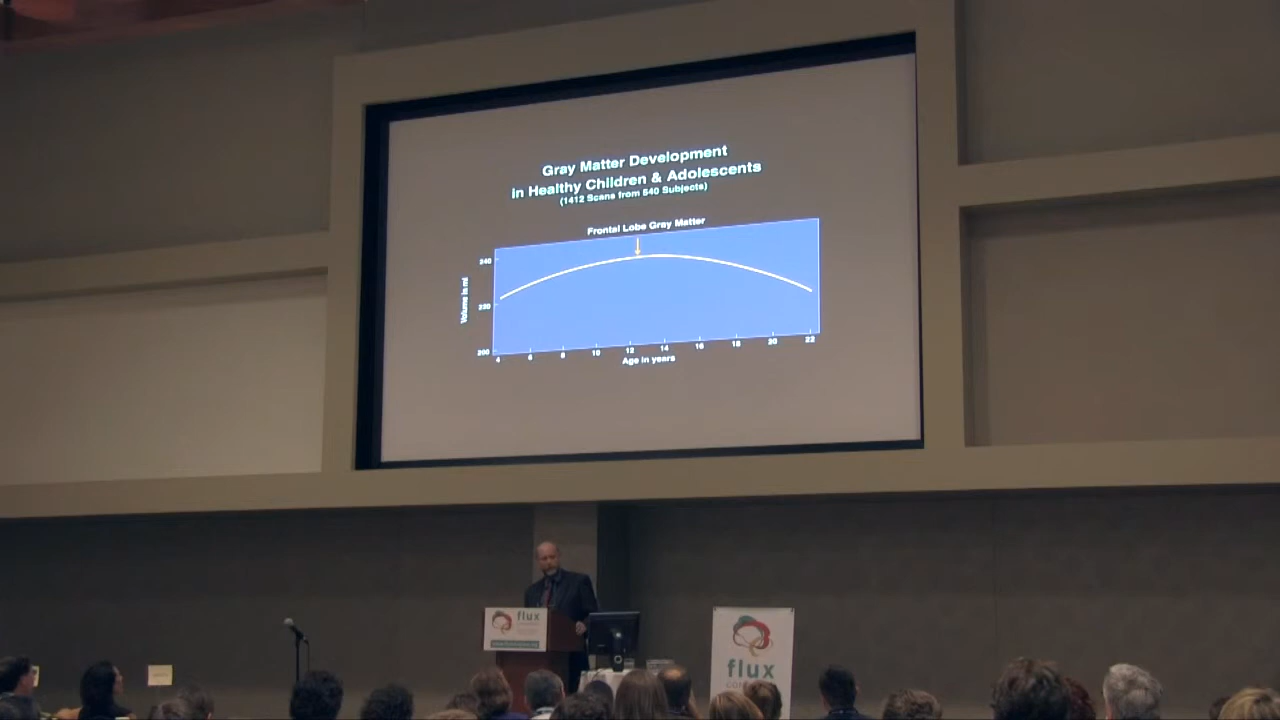 Gray Matter Development
in Healthy Children & Adolescents
(1412 Scans from 540 Subjects)
Frontal Lobe Gray Matter
Volume in ml
240
220
200
4 6 8 10 12 14 16 18 20 22
Age in years
flux
flux